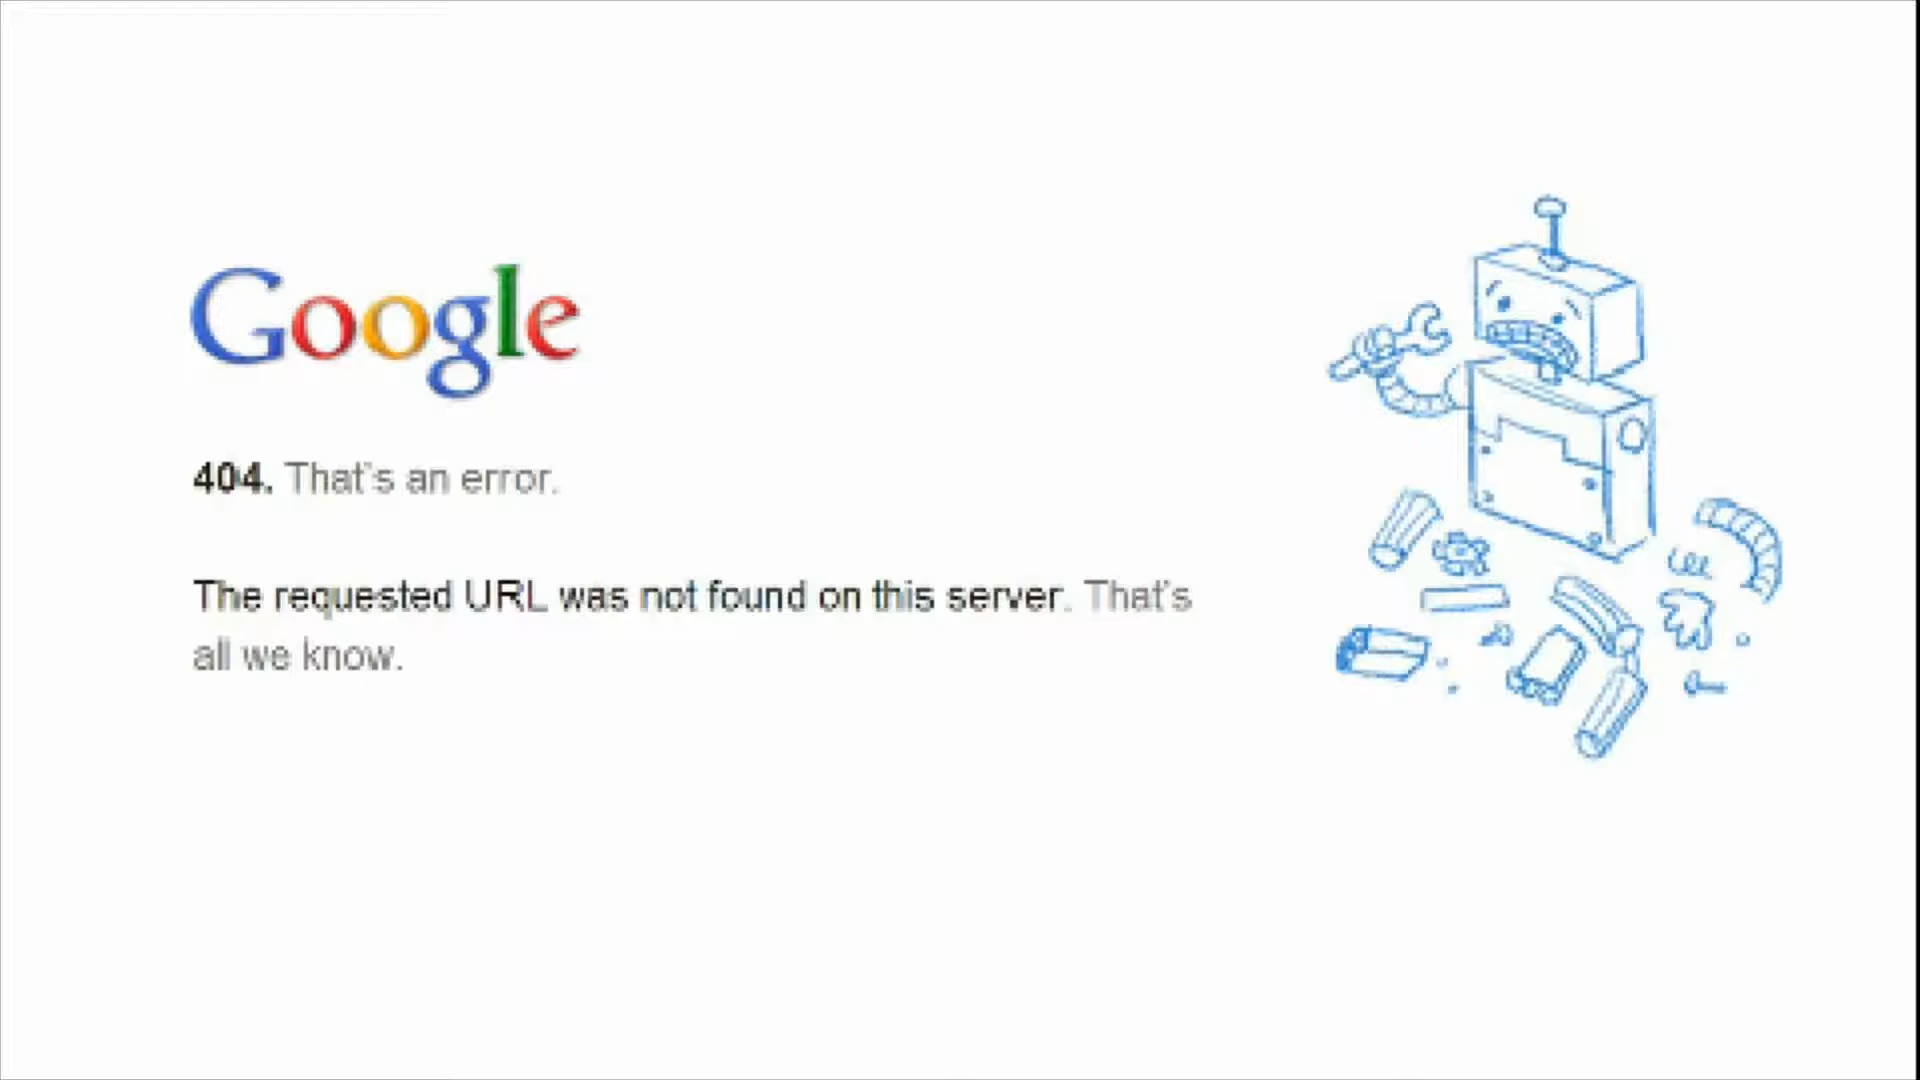 Google
404. That's an error.
The requested URL was not found on this server. That's
all we know.